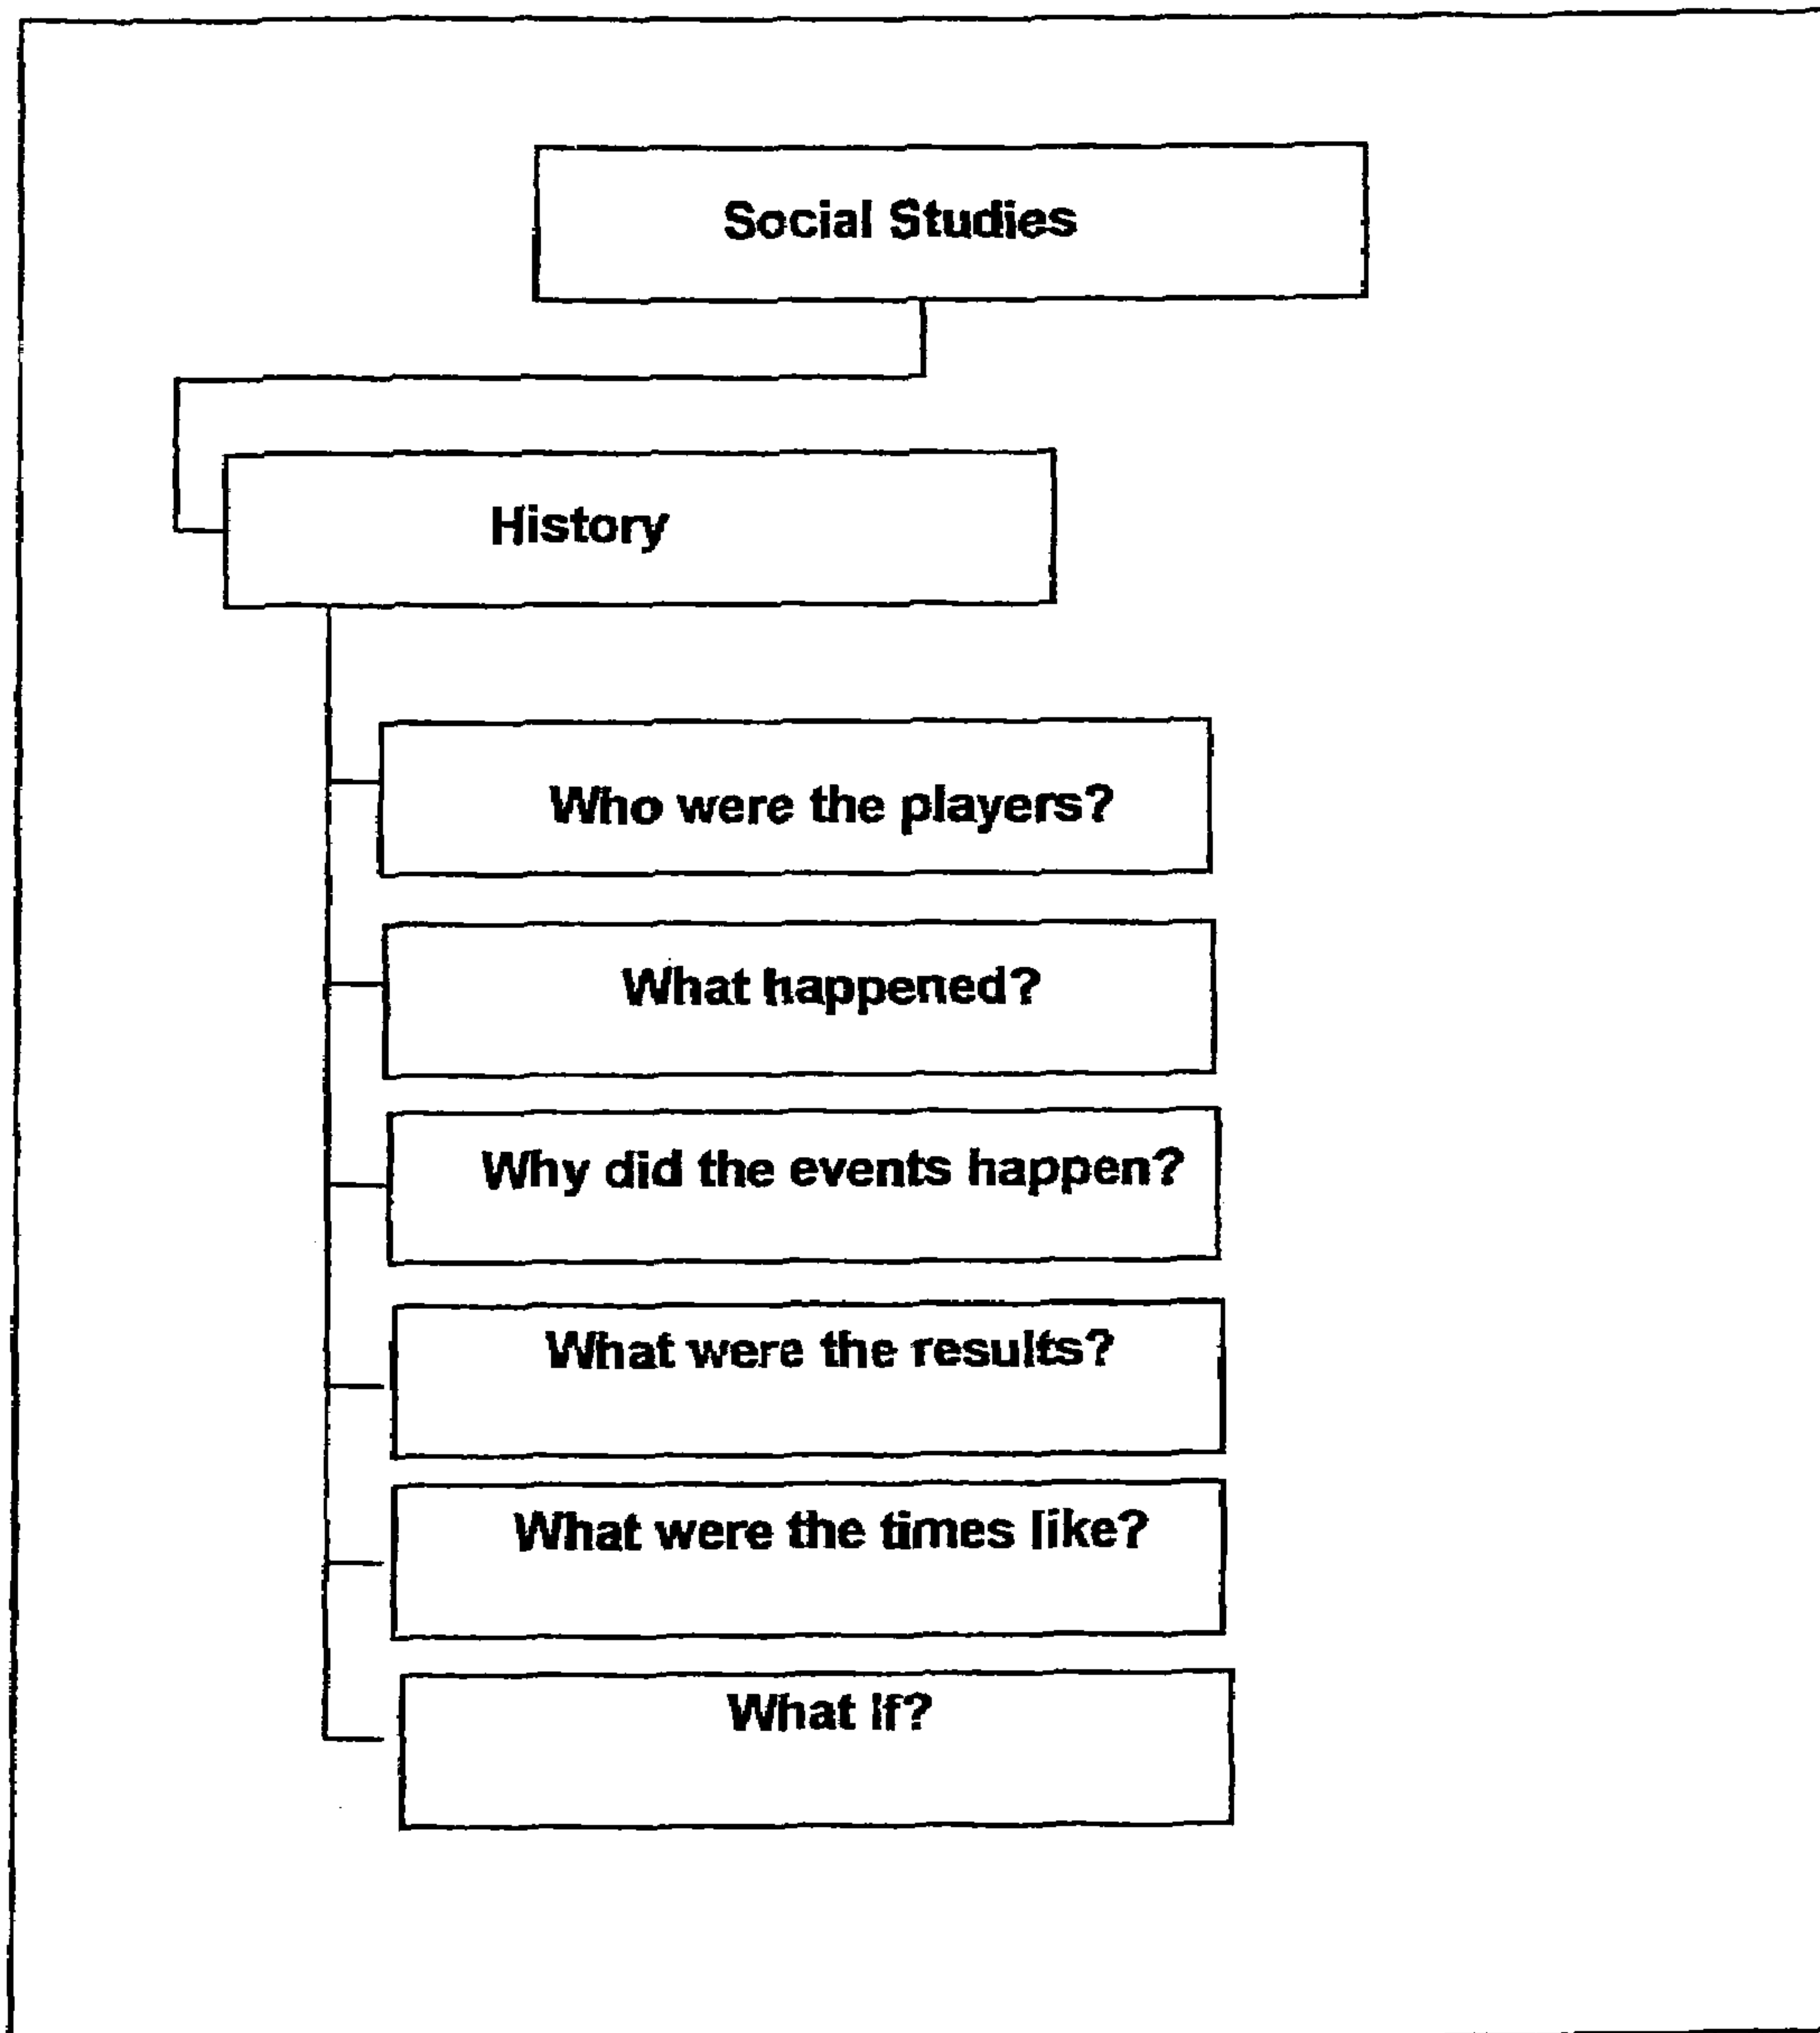 Social Studies
History
Who were the players?
What happened?
Why did the events happen?
What were the results?
What were the times like?
What If?